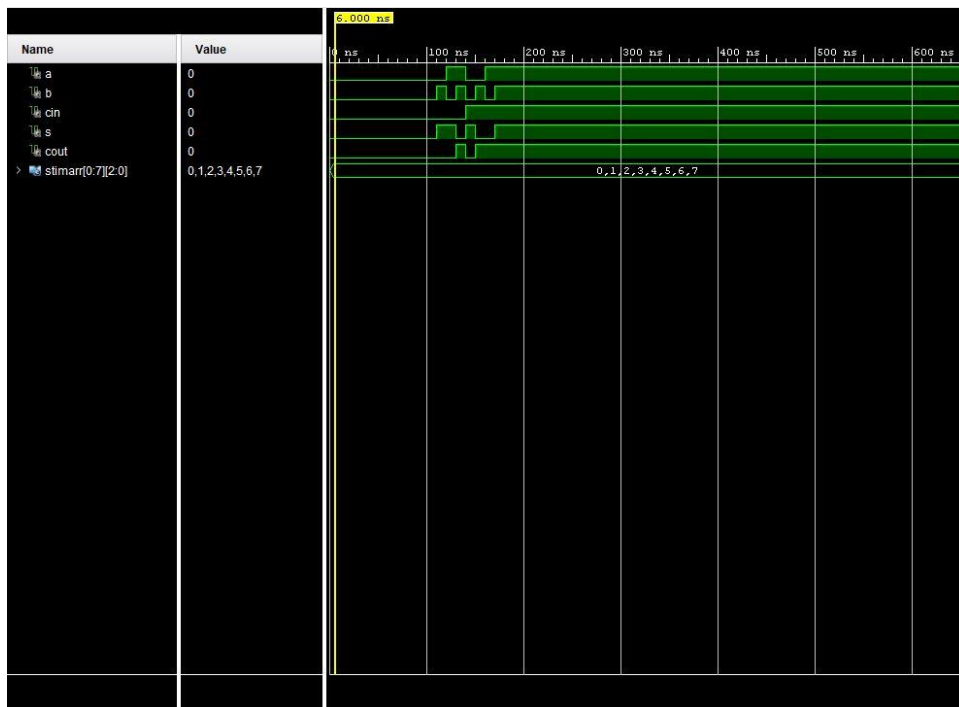 6.000 ns
Name Value
0 ns 100 ns 200 ns 300 ns 400 ns 500 ns 600 ns
a 0
b 0
cin 0
s 0
cout 0
stimarr[0:7][2:0] 0,1,2,3,4,5,6,7 0,1,2,3,4,5,6,7